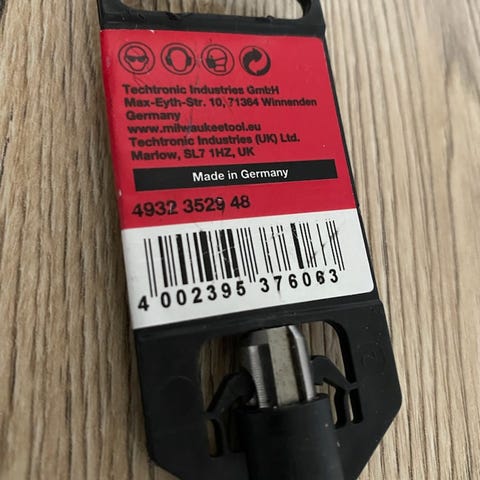 Techtronic Industries GmbH
Max-Eyth-Str. 10, 71364 Winnenden
Germany
www.milwaukeetool.eu
Techtronic Industries (UK) Ltd.
Marlow, SL7 1HZ, UK
Made in Germany
4932 3529 48
4 002395 376063